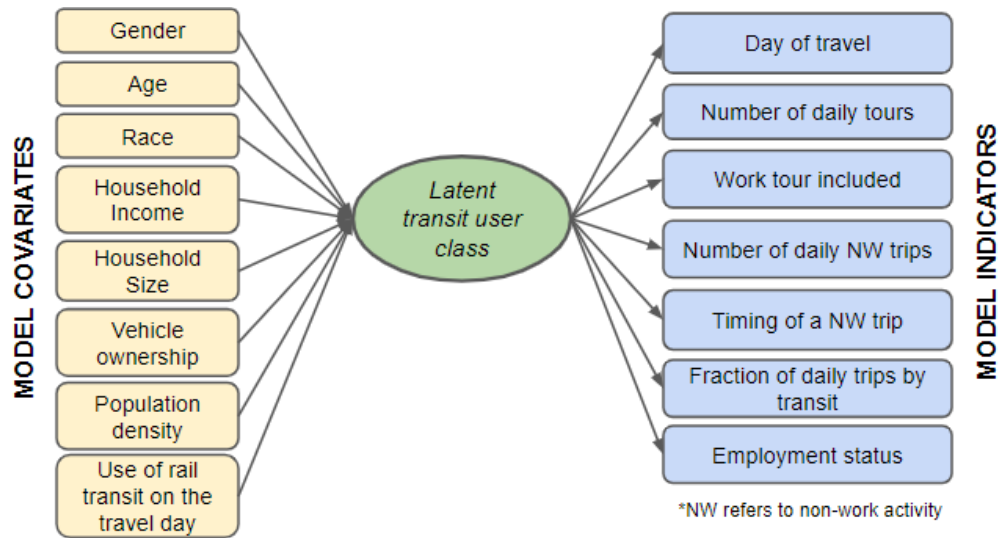 MODEL COVARIATES
Gender
Age
Race
Household
Income
Household
Size
Vehicle
ownership
Population
density
Use of rail
transit on the
travel day
Latent
transit user
class
Day of travel
Number of daily tours
Work tour included
Number of daily NW trips
Timing of a NW trip
Fraction of daily trips by
transit
Employment status
*NW refers to non-work activity
MODEL INDICATORS